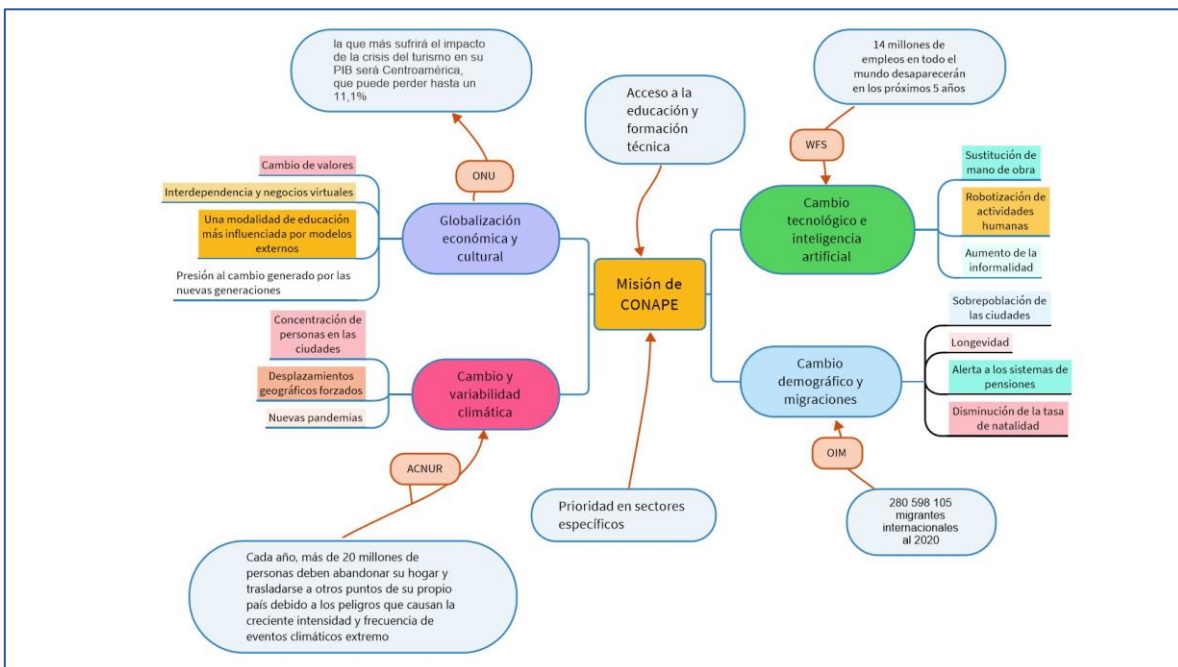 la que más sufrirá el impacto
de la crisis del turismo en su
PIB será Centroamérica,
que puede perder hasta un
11,1%
ONU
Cambio de valores
Interdependencia y negocios virtuales
Una modalidad de educación
más influenciada por modelos
externos
Presión al cambio generado por las
nuevas generaciones
Globalización
económica y
cultural
Concentración de
personas en las
ciudades
Desplazamientos
geográficos forzados
Nuevas pandemias
Cambio y
variabilidad
climática
ACNUR
Cada año, más de 20 millones de
personas deben abandonar su hogar y
trasladarse a otros puntos de su propio
país debido a los peligros que causan la
creciente intensidad y frecuencia de
eventos climáticos extremo
Acceso a la
educación y
formación
técnica
Misión de
CONAPE
Prioridad en sectores
específicos
14 millones de
empleos en todo el
mundo desaparecerán
en los próximos 5 años
WFS
Cambio
tecnológico e
inteligencia
artificial
Sustitución de
mano de obra
Robotización de
actividades
humanas
Aumento de la
informalidad
Cambio
demográfico y
migraciones
Sobrepoblación de
las ciudades
Longevidad
Alerta a los sistemas de
pensiones
Disminución de la tasa
de natalidad
OIM
280 598 105
migrantes
internacionales
al 2020